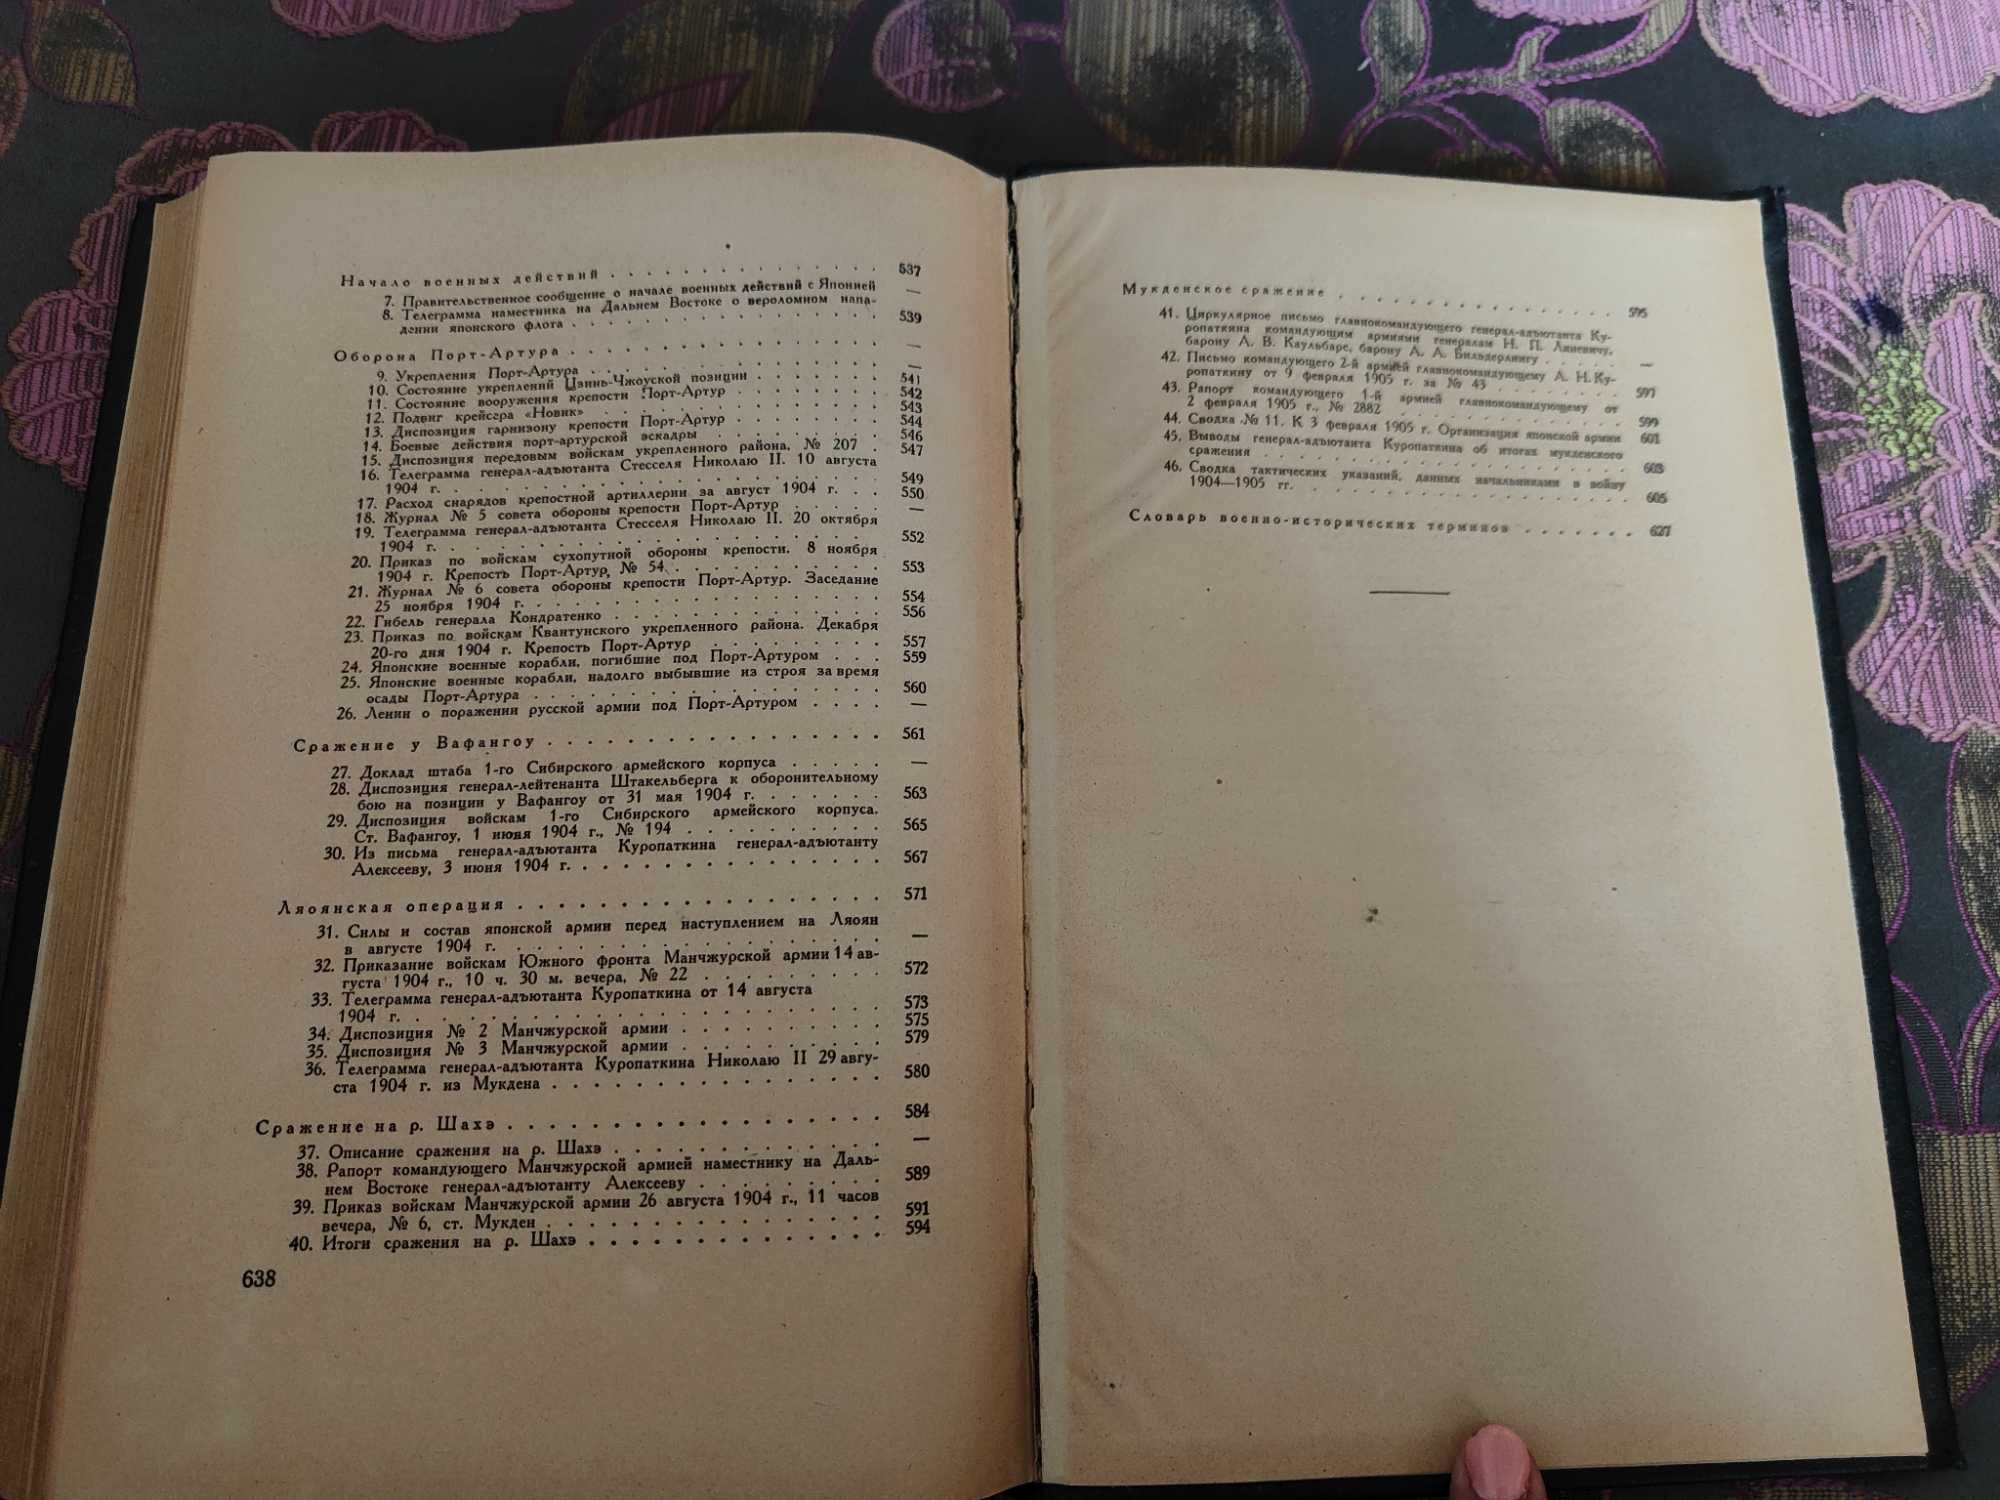 Начало военных действий . . . . . . . . . . . . . 537
7. Правительственное сообщение о начале военных действий с Японией —
8. Телеграмма наместника на Дальнем Востоке о вероломном напа-
дении японского флота . . . . . . . . . . . . . . 539
Оборона Порт-Артура . . . . . . . . . . . . . . —
9. Укрепления Порт-Артура . . . . . . . . . . . . . —
10. Состояние укреплений Цзинь-Чжоуской позиции . . . . . . 541
11. Состояние вооружения крепости Порт-Артур . . . . . . . 542
12. Подвиг крейсера «Новик» . . . . . . . . . . . . 543
13. Диспозиция гарнизону крепости Порт-Артур . . . . . . . 544
14. Боевые действия порт-артурской эскадры . . . . . . . . 546
15. Диспозиция передовым войскам укрепленного района, № 207 . 547
16. Телеграмма генерал-адъютанта Стесселя Николаю II. 10 августа
1904 г. . . . . . . . . . . . . . . . . . . 549
17. Расход снарядов крепостной артиллерии за август 1904 г. . . 550
18. Журнал № 5 совета обороны крепости Порт-Артур . . . . . —
19. Телеграмма генерал-адъютанта Стесселя Николаю II. 20 октября
1904 г. . . . . . . . . . . . . . . . . . . 552
20. Приказ по войскам сухопутной обороны крепости. 8 ноября
1904 г. Крепость Порт-Артур, № 54. . . . . . . . . . 553
21. Журнал № 6 совета обороны крепости Порт-Артур. Заседание
25 ноября 1904 г. . . . . . . . . . . . . . . . 554
22. Гибель генерала Кондратенко . . . . . . . . . . . 556
23. Приказ по войскам Квантунского укрепленного района. Декабря
20-го дня 1904 г. Крепость Порт-Артур . . . . . . . . 557
24. Японские военные корабли, погибшие под Порт-Артуром . . . 559
25. Японские военные корабли, надолго выбывшие из строя за время
осады Порт-Артура . . . . . . . . . . . . . . . 560
26. Ленин о поражении русской армии под Порт-Артуром . . . . —
Сражение у Вафангоу . . . . . . . . . . . . . . . 561
27. Доклад штаба 1-го Сибирского армейского корпуса . . . . . —
28. Диспозиция генерал-лейтенанта Штакельберга к оборонительному
бою на позиции у Вафангоу от 31 мая 1904 г. . . . . . . 563
29. Диспозиция войскам 1-го Сибирского армейского корпуса.
Ст. Вафангоу, 1 июня 1904 г., № 194 . . . . . . . . . 565
30. Из письма генерал-адъютанта Куропаткина генерал-адъютанту
Алексееву, 3 июня 1904 г. . . . . . . . . . . . . . 567
Ляоянская операция . . . . . . . . . . . . . . . . 571
31. Силы и состав японской армии перед наступлением на Ляоян
в августе 1904 г. . . . . . . . . . . . . . . . . —
32. Приказание войскам Южного фронта Манчжурской армии 14 ав-
густа 1904 г., 10 ч. 30 м. вечера, № 22 . . . . . . . . . 572
33. Телеграмма генерал-адъютанта Куропаткина от 14 августа
1904 г. . . . . . . . . . . . . . . . . . . . . 573
34. Диспозиция № 2 Манчжурской армии . . . . . . . . . 575
35. Диспозиция № 3 Манчжурской армии . . . . . . . . . 579
36. Телеграмма генерал-адъютанта Куропаткина Николаю II 29 авгу-
ста 1904 г. из Мукдена . . . . . . . . . . . . . . . 580
Сражение на р. Шахэ . . . . . . . . . . . . . . . . 584
37. Описание сражения на р. Шахэ . . . . . . . . . . . —
38. Рапорт командующего Манчжурской армией наместнику на Даль-
нем Востоке генерал-адъютанту Алексееву . . . . . . . . 589
39. Приказ войскам Манчжурской армии 26 августа 1904 г., 11 часов
вечера, № 6, ст. Мукден . . . . . . . . . . . . . . 591
40. Итоги сражения на р. Шахэ . . . . . . . . . . . . . 594
638
Мукденское сражение . . . . . . . . . . . . . . . 595
41. Циркулярное письмо главнокомандующего генерал-адъютанта Ку-
ропаткина командующим армиями генералам Н. П. Линевичу,
барону А. В. Каульбарс, барону А. А. Бильдерлингу . . . . —
42. Письмо командующего 2-й армией главнокомандующему А. Н. Ку-
ропаткину от 9 февраля 1905 г. за № 43 . . . . . . . . 597
43. Рапорт командующего 1-й армией главнокомандующему от
2 февраля 1905 г., № 2882 . . . . . . . . . . . . . 599
44. Сводка № 11. К 3 февраля 1905 г. Организация японской армии 601
45. Выводы генерал-адъютанта Куропаткина об итогах мукденского
сражения . . . . . . . . . . . . . . . . . . . 603
46. Сводка тактических указаний, данных начальниками в войну
1904—1905 гг. . . . . . . . . . . . . . . . . . 605
Словарь военно-исторических терминов . . . . . . . 627